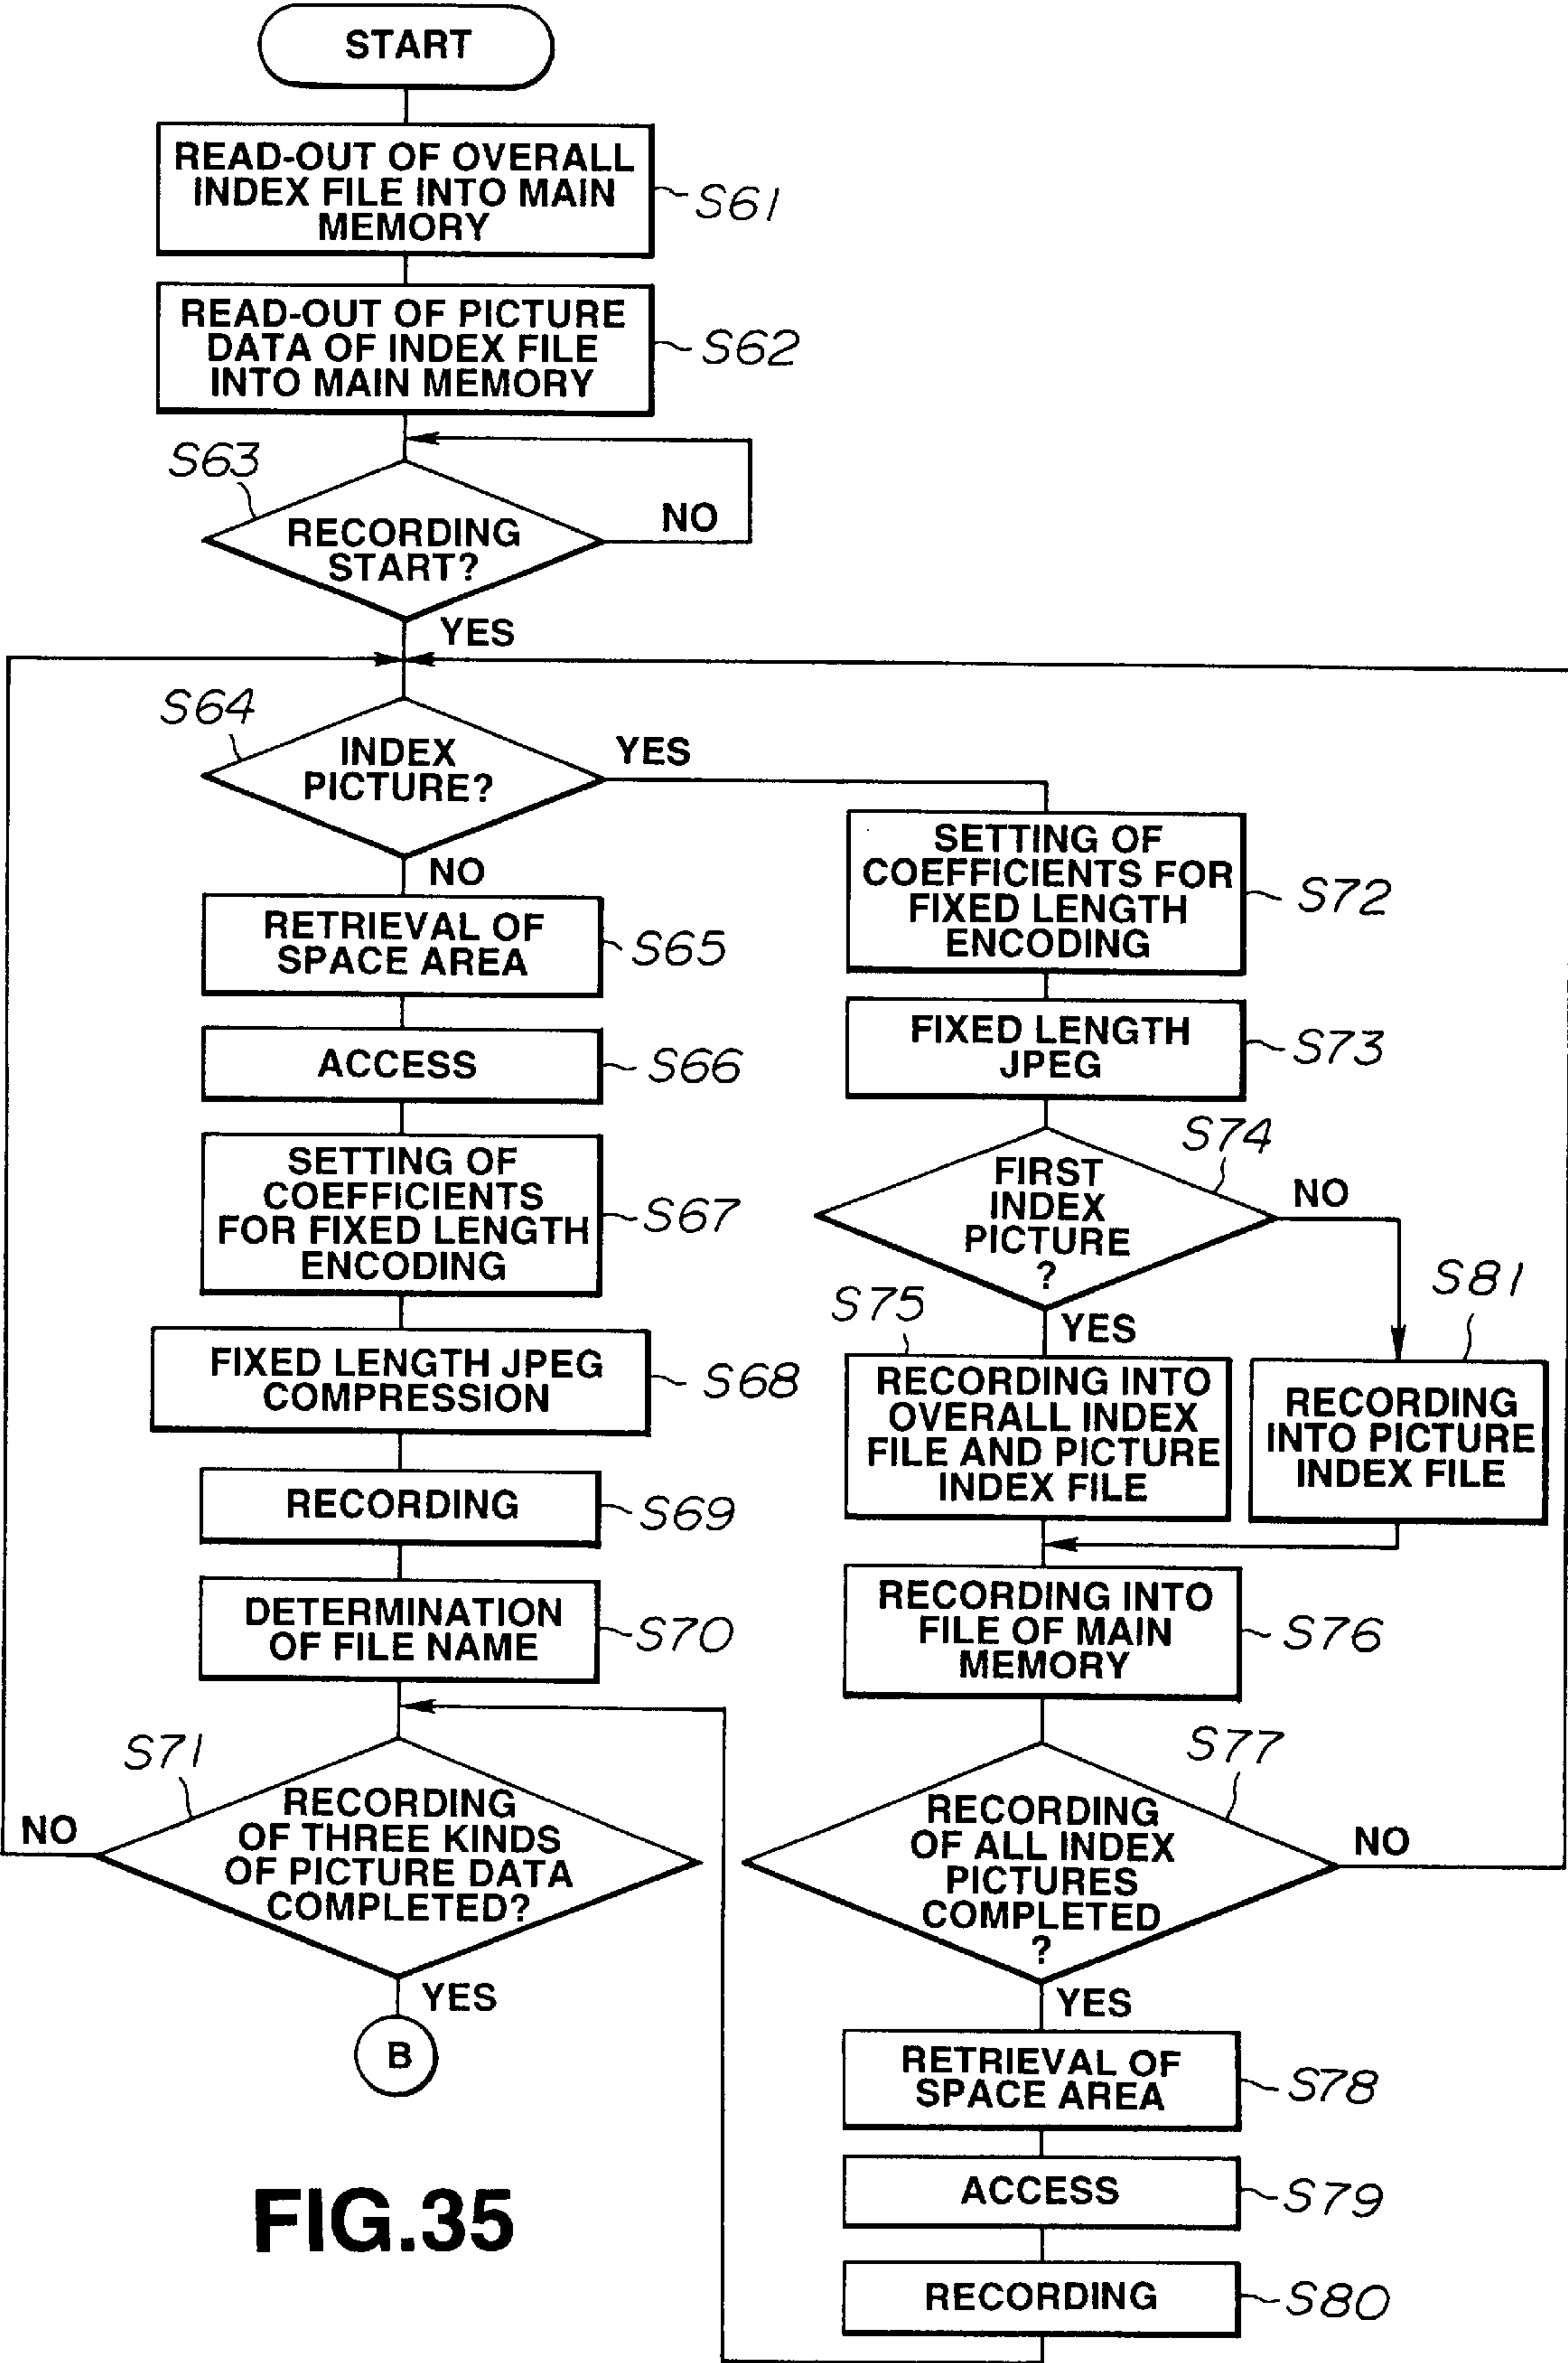 START
READ-OUT OF OVERALL
INDEX FILE INTO MAIN
MEMORY
S61
READ-OUT OF PICTURE
DATA OF INDEX FILE
INTO MAIN MEMORY
S62
S63
RECORDING
START?
NO
YES
S64
INDEX
PICTURE?
YES
NO
RETRIEVAL OF
SPACE AREA
S65
ACCESS
S66
SETTING OF
COEFFICIENTS
FOR FIXED LENGTH
ENCODING
S67
FIXED LENGTH JPEG
COMPRESSION
S68
RECORDING
S69
DETERMINATION
OF FILE NAME
S70
S71
RECORDING
OF THREE KINDS
OF PICTURE DATA
COMPLETED?
NO
YES
B
SETTING OF
COEFFICIENTS FOR
FIXED LENGTH
ENCODING
S72
FIXED LENGTH
JPEG
S73
S74
FIRST
INDEX
PICTURE
?
NO
YES
S75
RECORDING INTO
OVERALL INDEX
FILE AND PICTURE
INDEX FILE
S81
RECORDING
INTO PICTURE
INDEX FILE
RECORDING INTO
FILE OF MAIN
MEMORY
S76
S77
RECORDING
OF ALL INDEX
PICTURES
COMPLETED
?
NO
YES
RETRIEVAL OF
SPACE AREA
S78
ACCESS
S79
RECORDING
S80
FIG.35